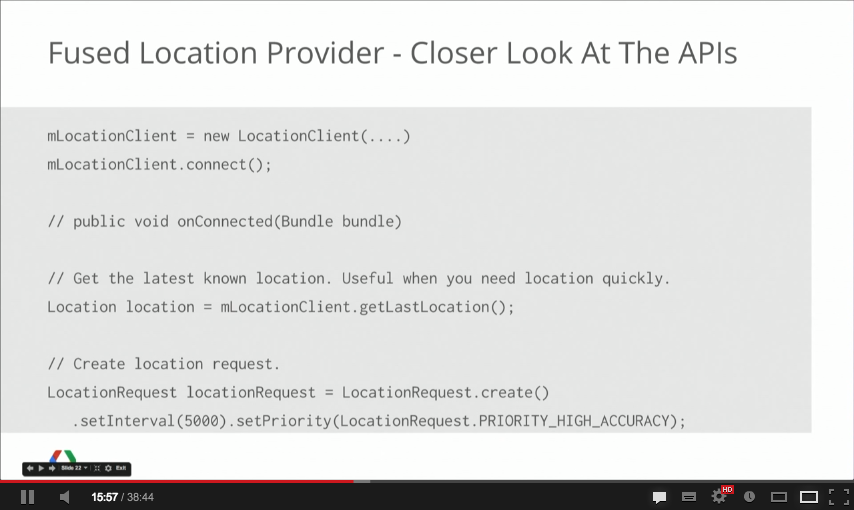 Fused Location Provider - Closer Look At The APIs
mLocationClient = new LocationClient(....)
mLocationClient.connect();
// public void onConnected(Bundle bundle)
// Get the latest known location. Useful when you need location quickly.
Location location = mLocationClient.getLastLocation();
// Create location request.
LocationRequest locationRequest = LocationRequest.create()
.setInterval(5000).setPriority(LocationRequest.PRIORITY_HIGH_ACCURACY);
Slide 22 Exit
15:57 / 38:44
HD